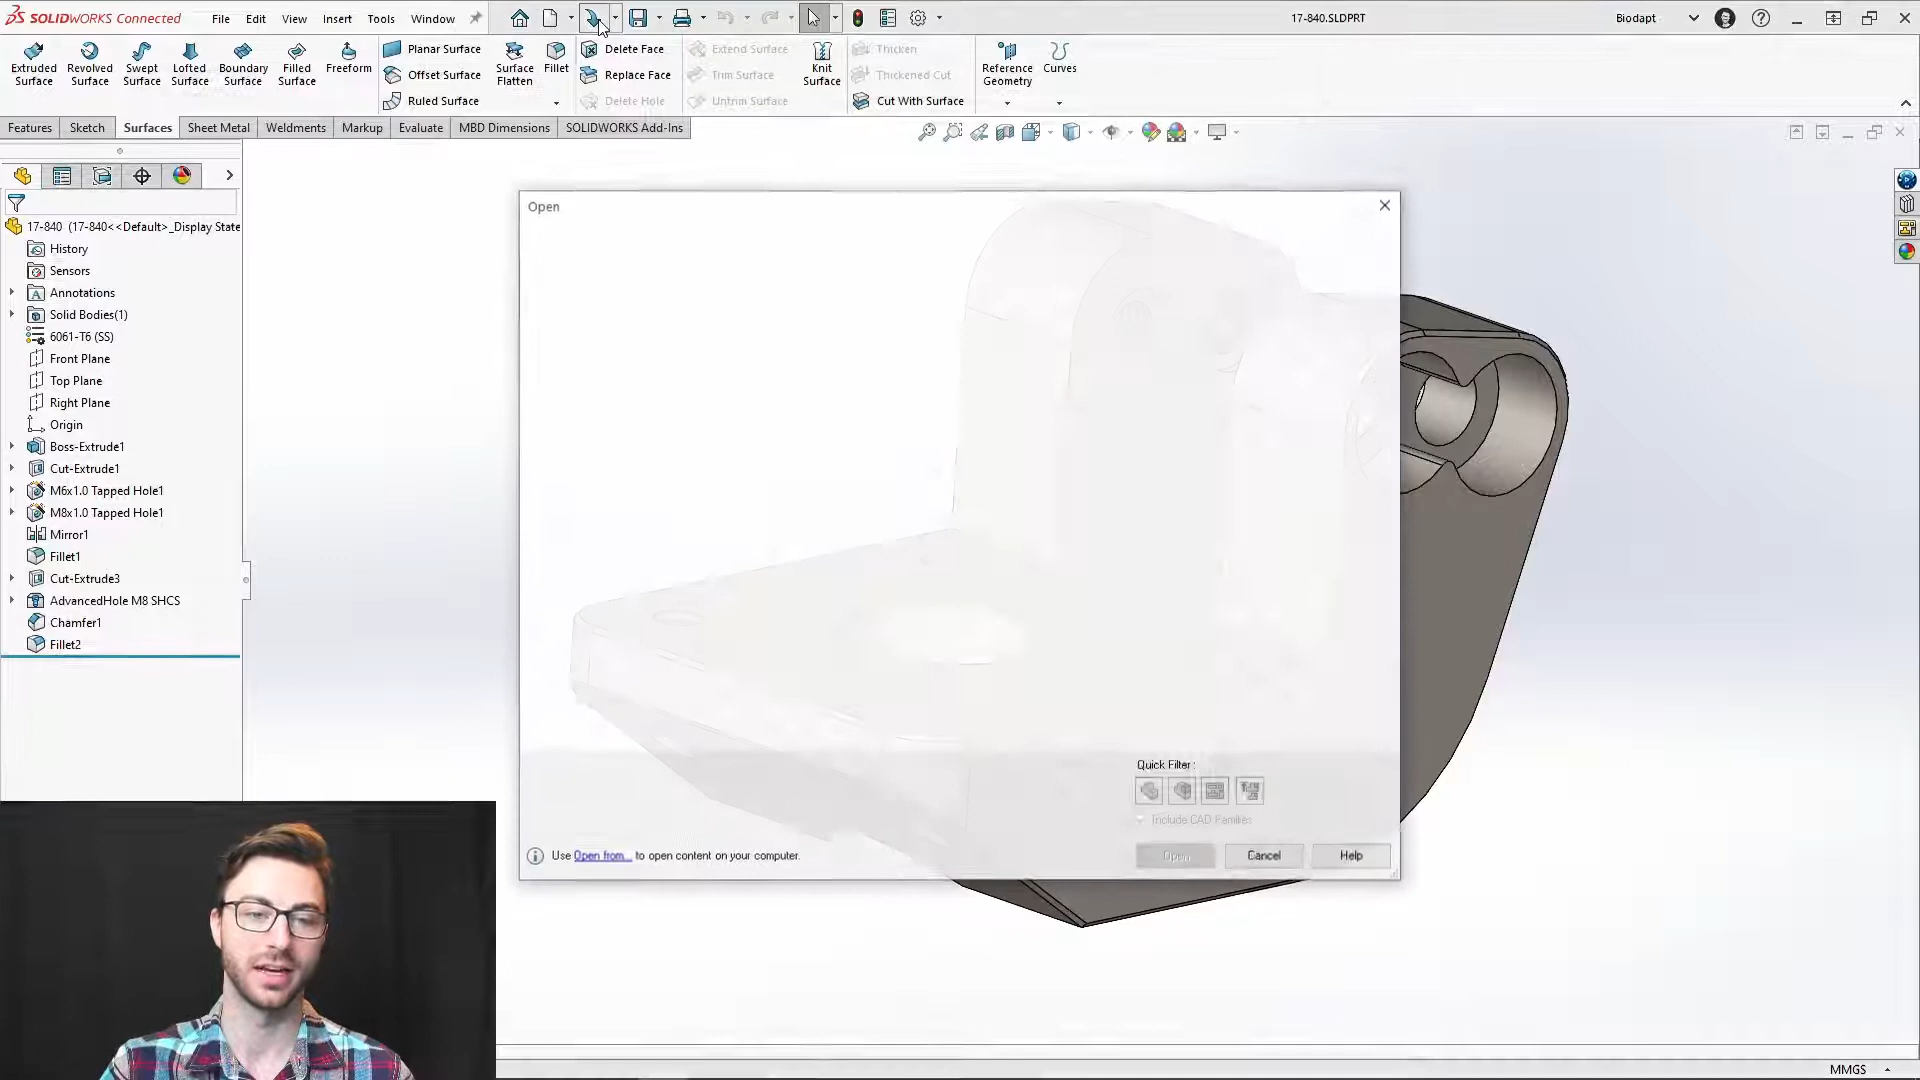 SOLIDWORKS Connected File Edit View Insert Tools Window 17-840.SLDPRT Biodapt
Extruded Surface
Revolved Surface
Swept Surface
Lofted Surface
Boundary Surface
Filled Surface
Freeform
Planar Surface
Offset Surface
Ruled Surface
Surface Flatten
Fillet
Delete Face
Replace Face
Delete Hole
Extend Surface
Trim Surface
Untrim Surface
Knit Surface
Thicken
Thickened Cut
Cut With Surface
Reference Geometry
Curves
Features Sketch Surfaces Sheet Metal Weldments Markup Evaluate MBD Dimensions SOLIDWORKS Add-Ins
17-840 (17-840<<Default>_Display State
History
Sensors
Annotations
Solid Bodies(1)
6061-T6 (SS)
Front Plane
Top Plane
Right Plane
Origin
Boss-Extrude1
Cut-Extrude1
M6x1.0 Tapped Hole1
M8x1.0 Tapped Hole1
Mirror1
Fillet1
Cut-Extrude3
AdvancedHole M8 SHCS
Chamfer1
Fillet2
Open
Quick Filter :
Include CAD Families
Use Open from... to open content on your computer.
Open Cancel Help
MMGS